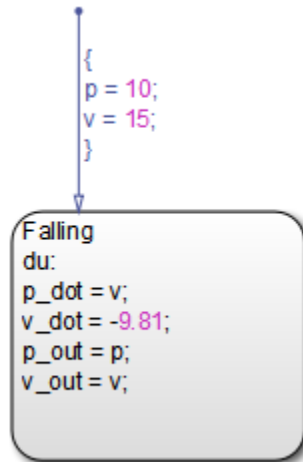 {
p = 10;
v = 15;
}
Falling
du:
p_dot = v;
v_dot = -9.81;
p_out = p;
v_out = v;